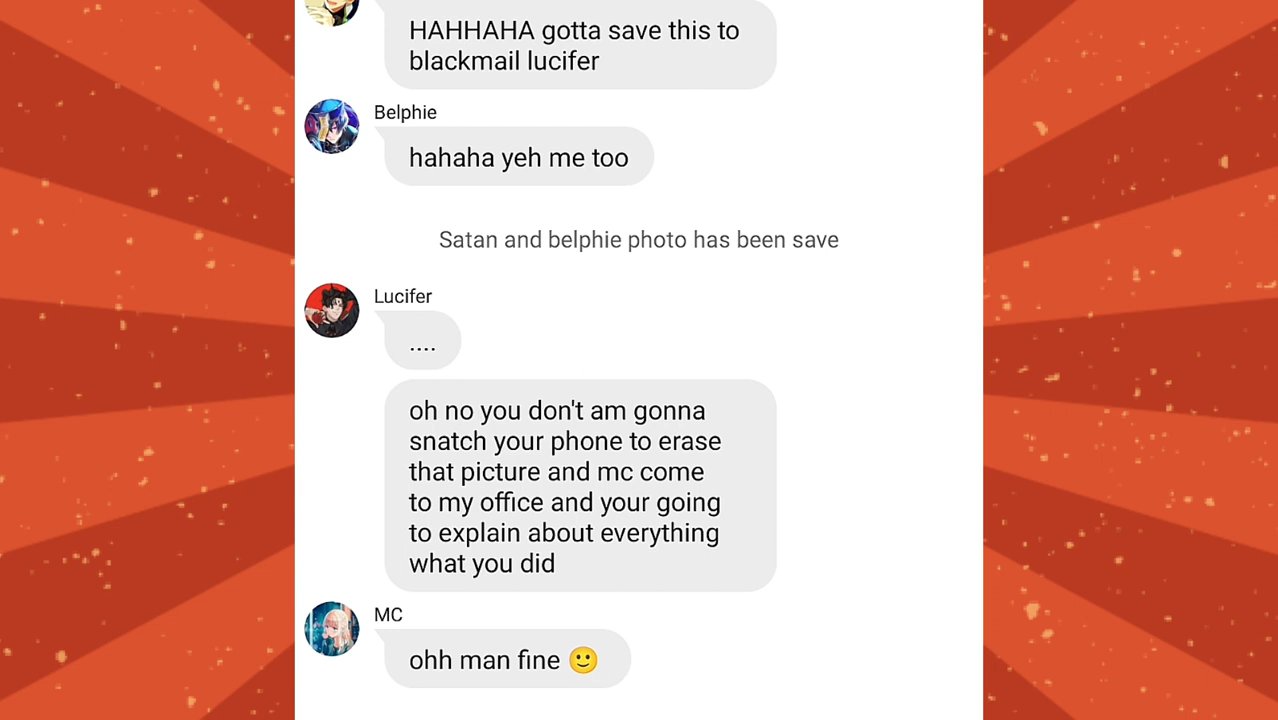 HAHHAHA gotta save this to
blackmail lucifer
Belphie
hahaha yeh me too
Satan and belphie photo has been save
Lucifer
....
oh no you don't am gonna
snatch your phone to erase
that picture and mc come
to my office and your going
to explain about everything
what you did
MC
ohh man fine 🙂